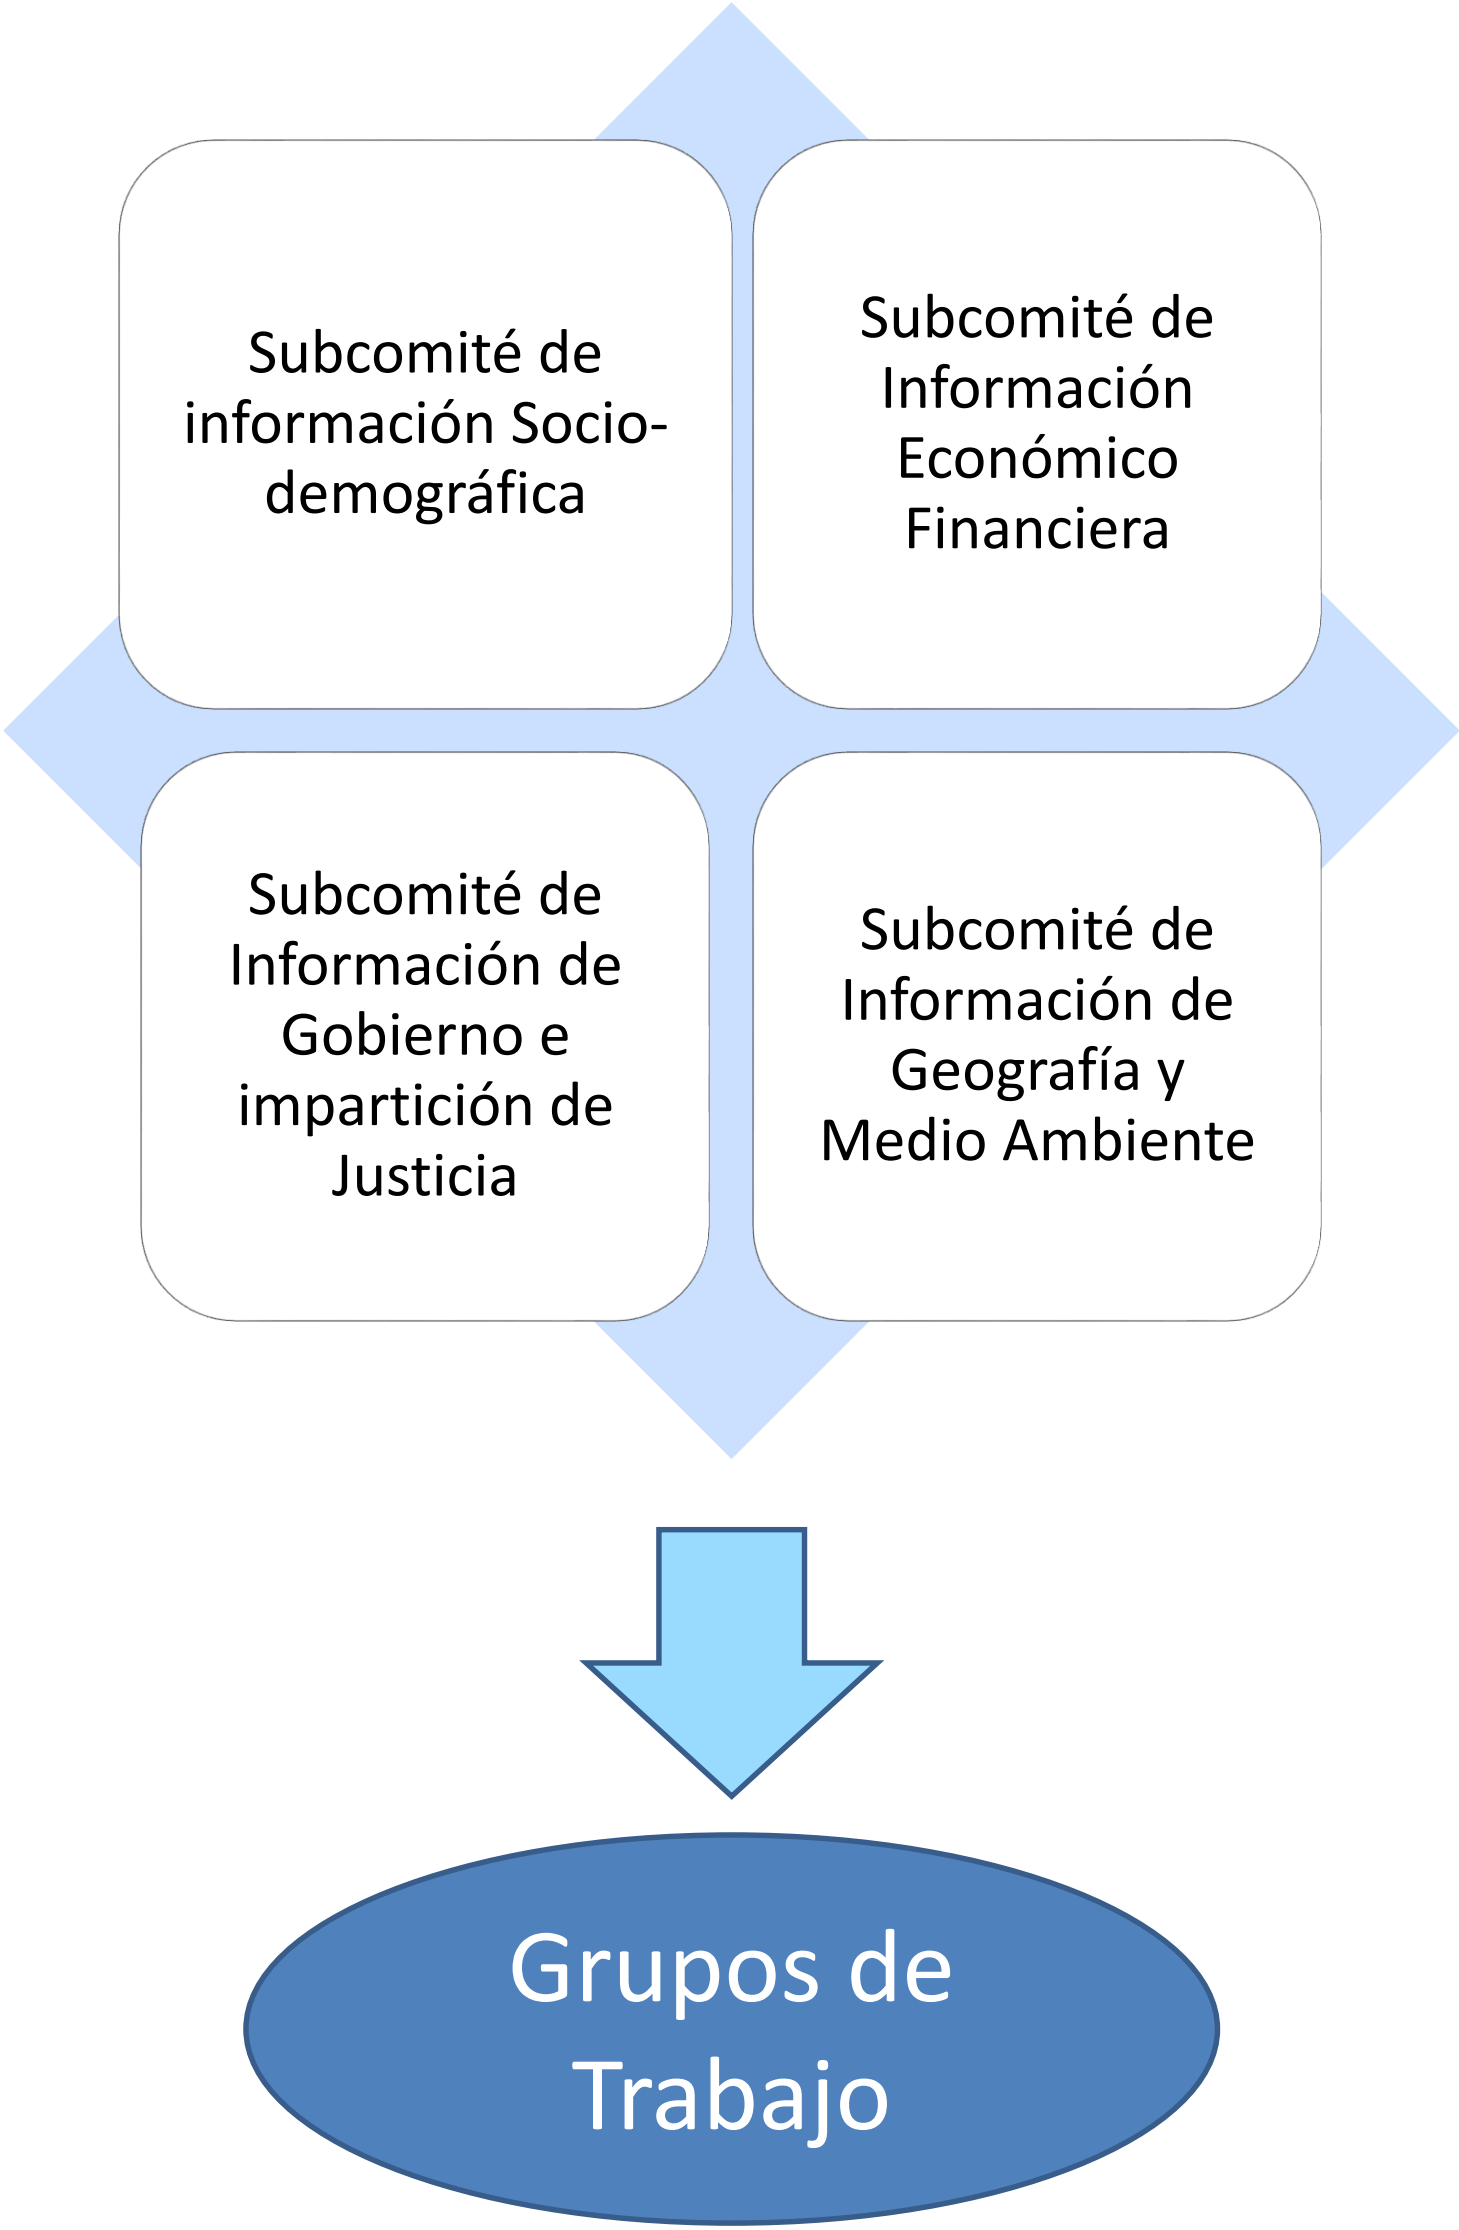 Subcomité de
información Socio-
demográfica
Subcomité de
Información
Económico
Financiera
Subcomité de
Información de
Gobierno e
impartición de
Justicia
Subcomité de
Información de
Geografía y
Medio Ambiente
Grupos de
Trabajo